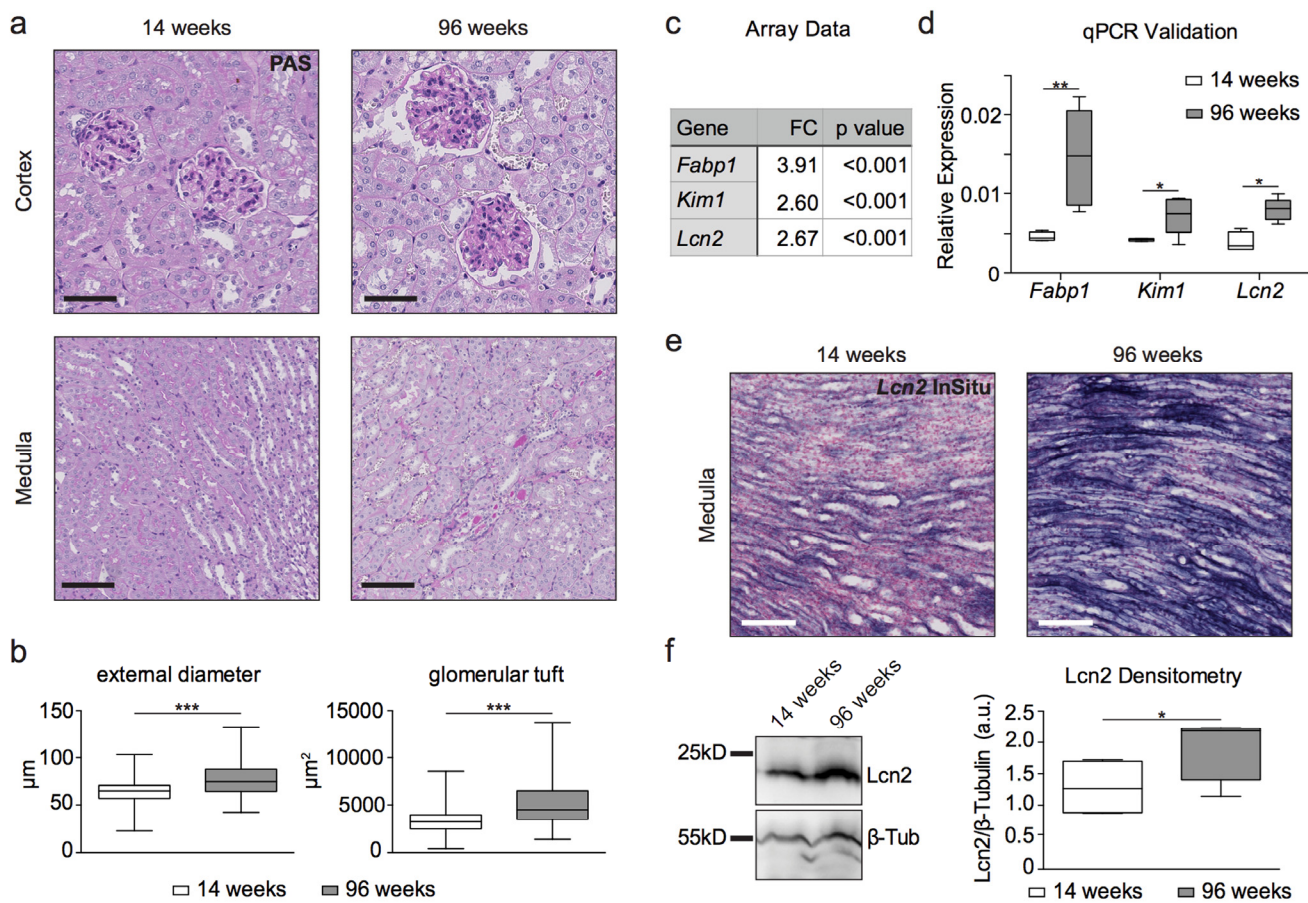 a
14 weeks
96 weeks
PAS
Cortex
Medulla
b
external diameter
glomerular tuft
***
***
150
100
50
0
µm
15000
10000
5000
0
µm²
14 weeks
96 weeks
c
Array Data
Gene FC p value
Fabp1 3.91 <0.001
Kim1 2.60 <0.001
Lcn2 2.67 <0.001
d
qPCR Validation
14 weeks
96 weeks
**
*
*
0.02
0.01
0
Relative Expression
Fabp1 Kim1 Lcn2
e
14 weeks
96 weeks
Lcn2 InSitu
Medulla
f
14 weeks
96 weeks
25kD
Lcn2
55kD
β-Tub
Lcn2 Densitometry
*
2.5
2.0
1.5
1.0
0.5
0
Lcn2/β-Tubulin (a.u.)
14 weeks
96 weeks